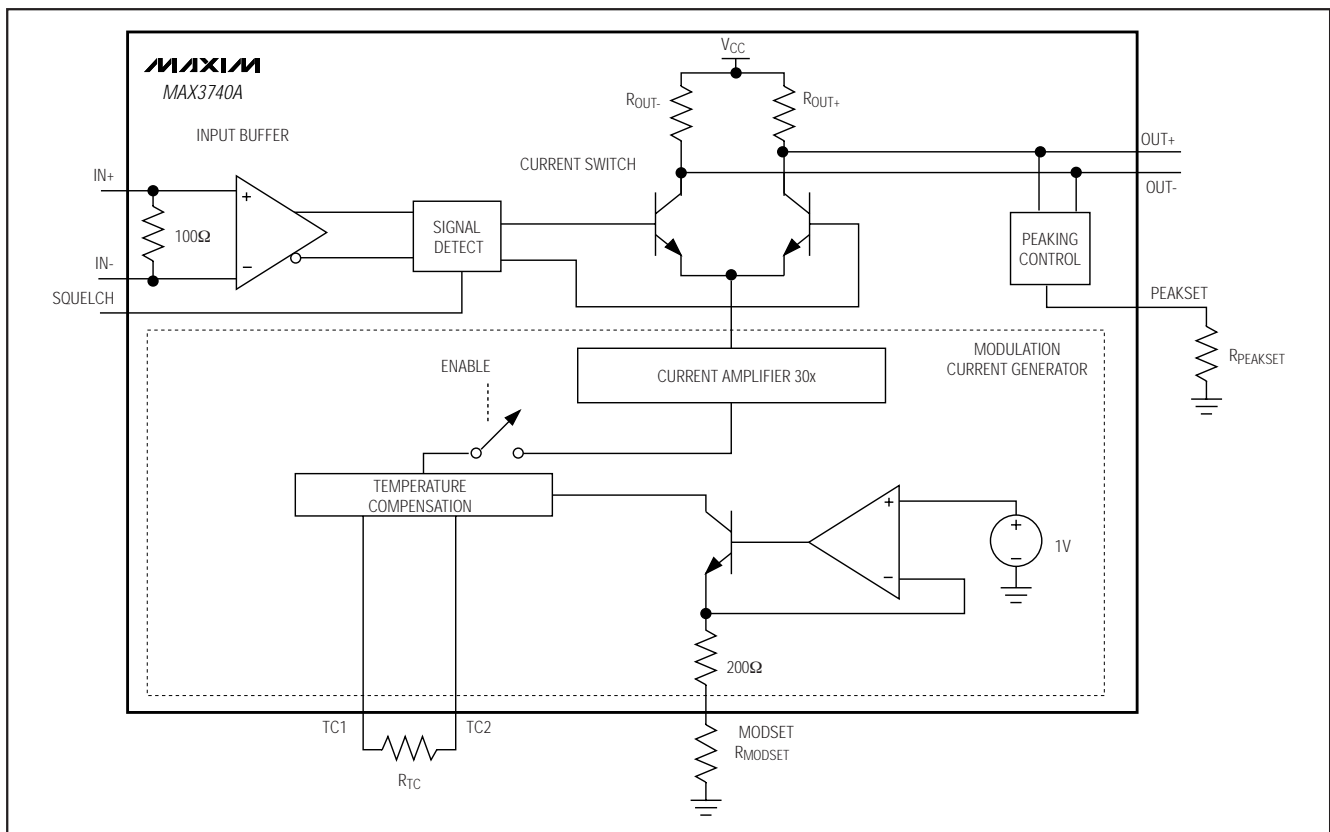 MAXIM
MAX3740A
INPUT BUFFER
VCC
ROUT-
ROUT+
CURRENT SWITCH
OUT+
OUT-
IN+
+
100Ω
−
IN-
SIGNAL
DETECT
PEAKING
CONTROL
SQUELCH
PEAKSET
RPEAKSET
MODULATION
CURRENT GENERATOR
ENABLE
CURRENT AMPLIFIER 30x
TEMPERATURE
COMPENSATION
+
−
+
−
1V
200Ω
TC1
TC2
RTC
MODSET
RMODSET